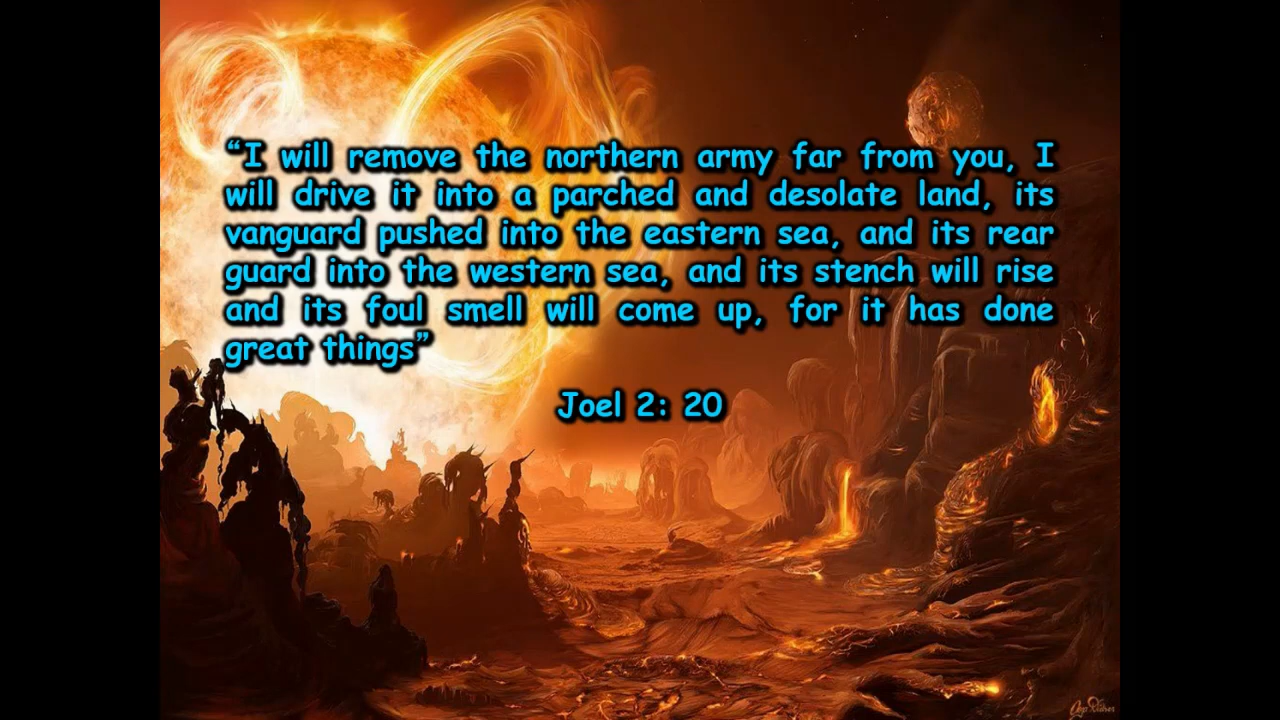 “I will remove the northern army far from you, I
will drive it into a parched and desolate land, its
vanguard pushed into the eastern sea, and its rear
guard into the western sea, and its stench will rise
and its foul smell will come up, for it has done
great things”
Joel 2: 20